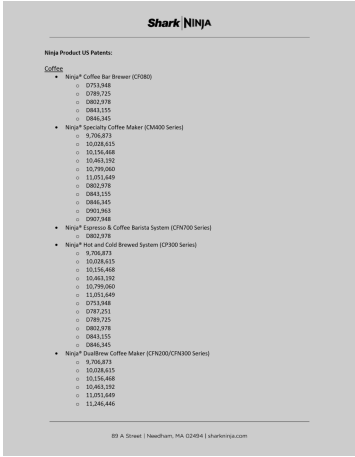 Shark | NINJA
Ninja Product US Patents:
Coffee
• Ninja® Coffee Bar Brewer (CF080)
o D753,948
o D789,725
o D802,978
o D843,155
o D846,345
• Ninja® Specialty Coffee Maker (CM400 Series)
o 9,706,873
o 10,028,615
o 10,156,468
o 10,463,192
o 10,799,060
o 11,051,649
o D802,978
o D843,155
o D846,345
o D901,963
o D907,948
• Ninja® Espresso & Coffee Barista System (CFN700 Series)
o D802,978
• Ninja® Hot and Cold Brewed System (CP300 Series)
o 9,706,873
o 10,028,615
o 10,156,468
o 10,463,192
o 10,799,060
o 11,051,649
o D753,948
o D787,251
o D789,725
o D802,978
o D843,155
o D846,345
• Ninja® DualBrew Coffee Maker (CFN200/CFN300 Series)
o 9,706,873
o 10,028,615
o 10,156,468
o 10,463,192
o 11,051,649
o 11,246,446
89 A Street | Needham, MA 02494 | sharkninja.com